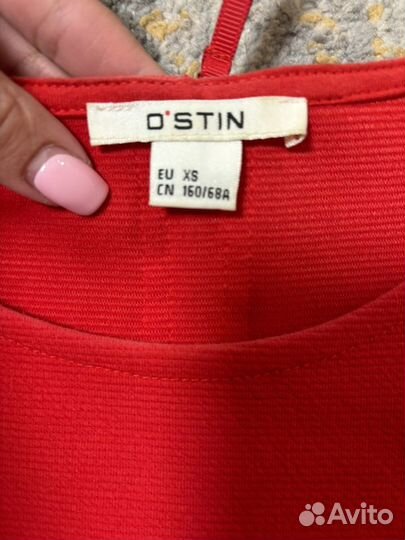 O'STIN
EU XS
CN 160/68A
Avito